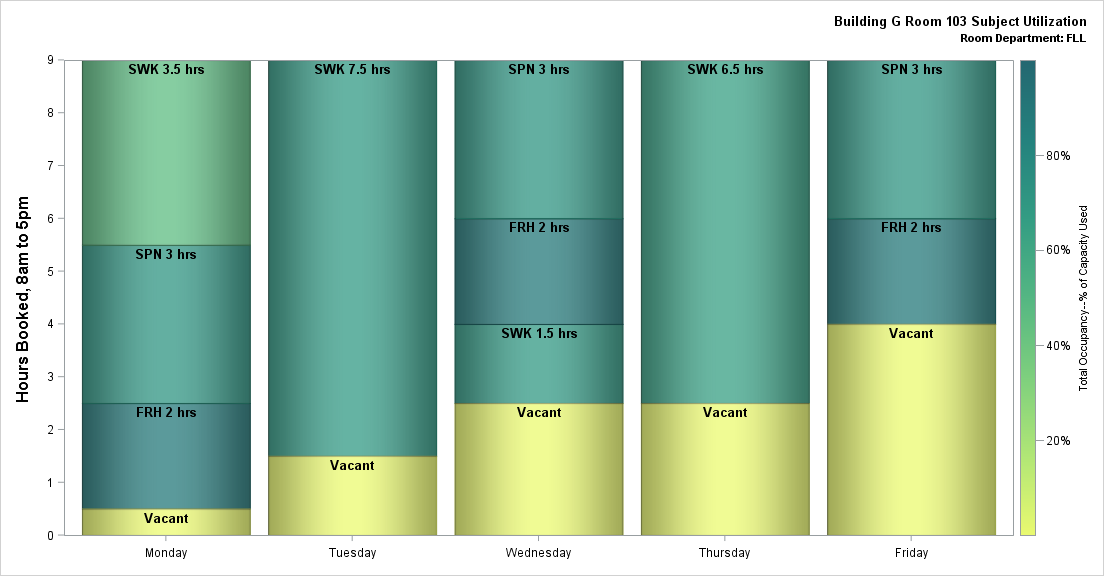 Building G Room 103 Subject Utilization
Room Department: FLL
Hours Booked, 8am to 5pm
9
8
7
6
5
4
3
2
1
0
SWK 3.5 hrs
SPN 3 hrs
FRH 2 hrs
Vacant
SWK 7.5 hrs
Vacant
SPN 3 hrs
FRH 2 hrs
SWK 1.5 hrs
Vacant
SWK 6.5 hrs
Vacant
SPN 3 hrs
FRH 2 hrs
Vacant
Monday
Tuesday
Wednesday
Thursday
Friday
80%
60%
40%
20%
Total Occupancy--% of Capacity Used